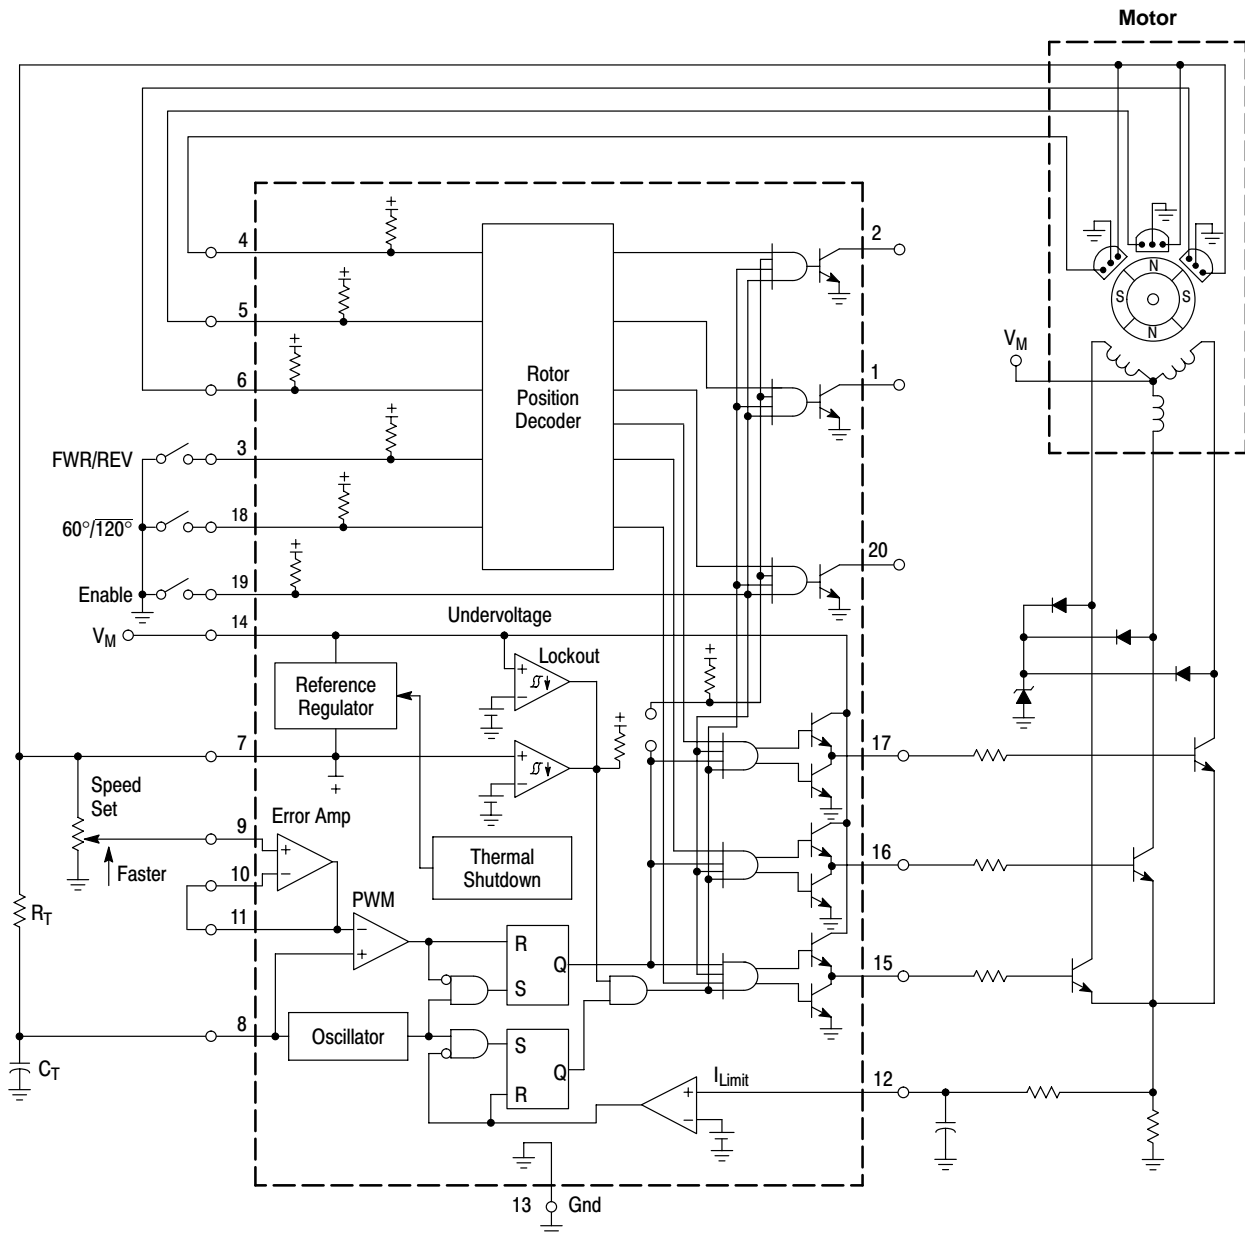 Motor
4
2
N
S
S
N
5
VM
6
Rotor
Position
Decoder
1
FWR/REV
3
60°/120°
18
20
Enable
19
Undervoltage
VM
14
Lockout
Reference
Regulator
7
17
Speed
Set
9
Error Amp
Faster
Thermal
Shutdown
16
10
11
PWM
RT
R
Q
S
15
8
Oscillator
S
Q
R
CT
ILimit
12
13
Gnd